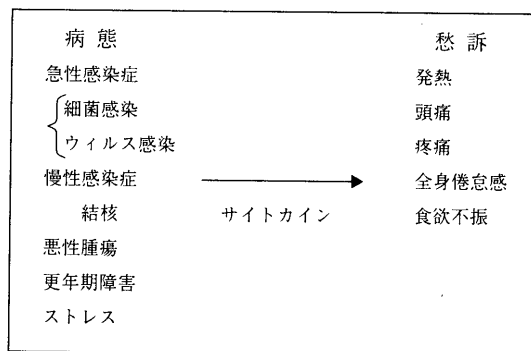 病態
急性感染症
細菌感染
ウィルス感染
慢性感染症
結核
悪性腫瘍
更年期障害
ストレス
サイトカイン
愁訴
発熱
頭痛
疼痛
全身倦怠感
食欲不振